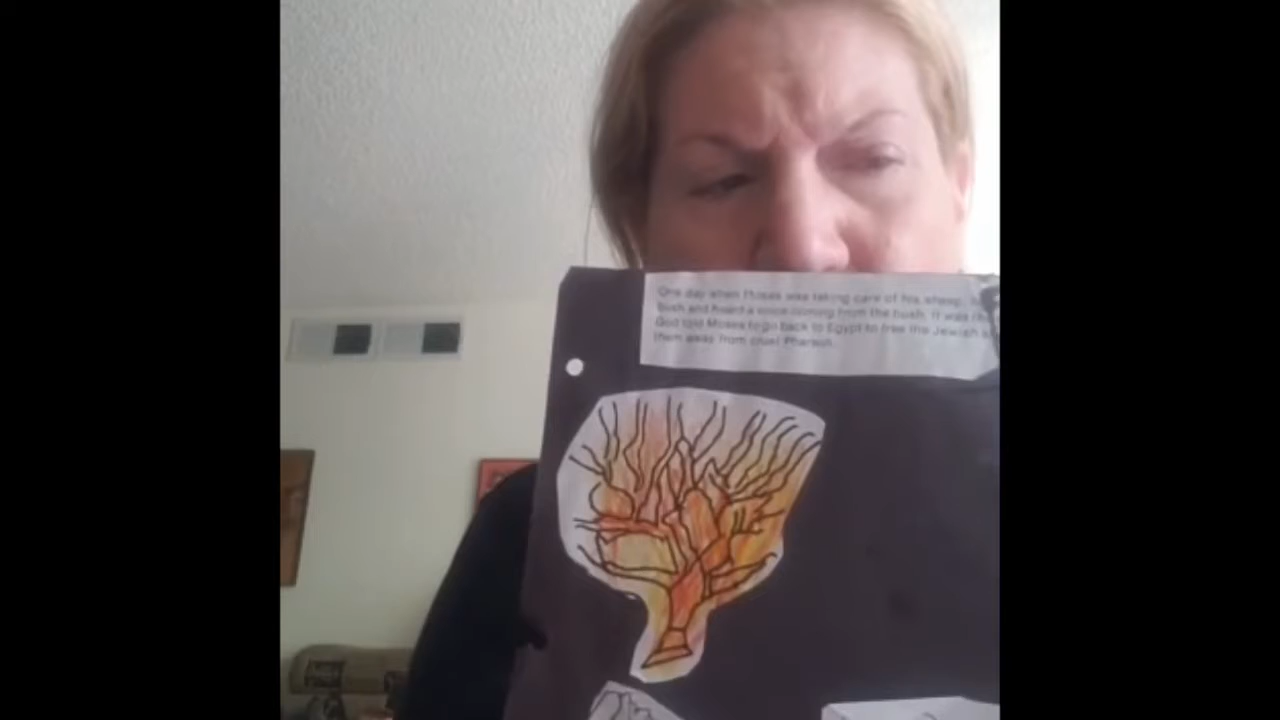 One day when Moses was taking care of his sheep,
bush and heard a voice coming from the bush. It was
God told Moses to go back to Egypt to free the Jewish
them away from cruel Pharaoh.